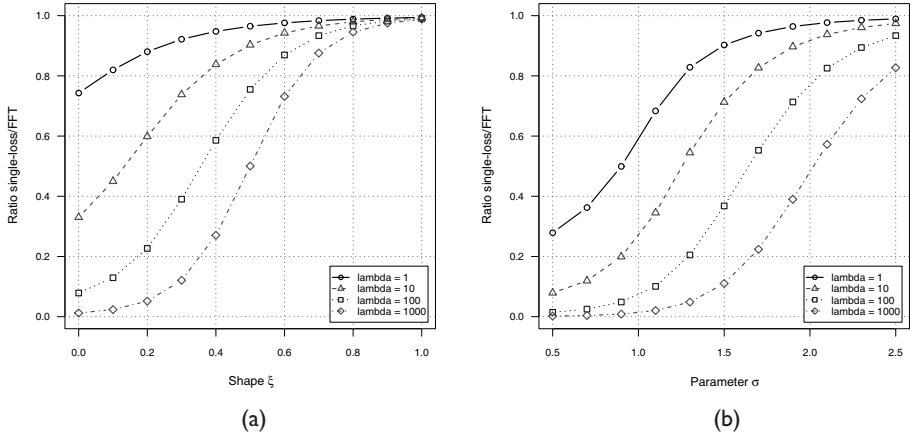 Ratio single-loss/FFT
1.0
0.8
0.6
0.4
0.2
0.0
lambda = 1
lambda = 10
lambda = 100
lambda = 1000
0.0 0.2 0.4 0.6 0.8 1.0
Shape ξ
(a)
Ratio single-loss/FFT
1.0
0.8
0.6
0.4
0.2
0.0
lambda = 1
lambda = 10
lambda = 100
lambda = 1000
0.5 1.0 1.5 2.0 2.5
Parameter σ
(b)